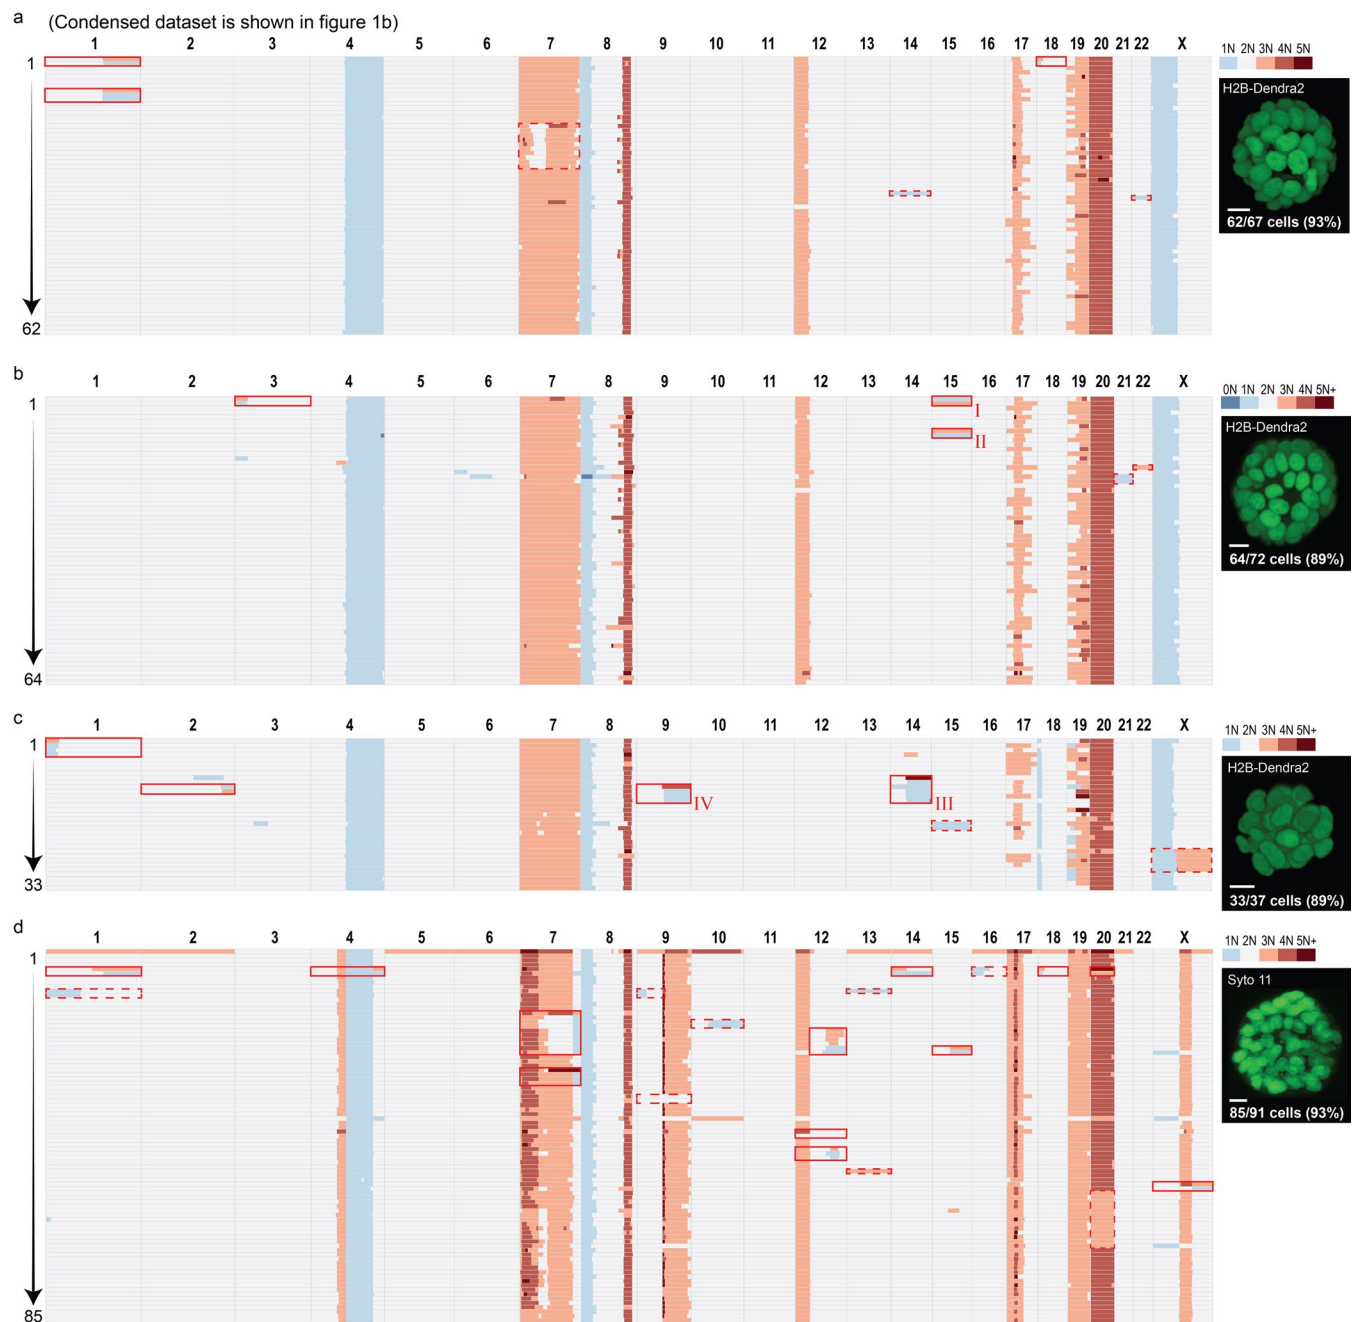 a
(Condensed dataset is shown in figure 1b)
1 2 3 4 5 6 7 8 9 10 11 12 13 14 15 16 17 18 19 20 21 22 X
1N 2N 3N 4N 5N
1
62
H2B-Dendra2
62/67 cells (93%)
b
1 2 3 4 5 6 7 8 9 10 11 12 13 14 15 16 17 18 19 20 21 22 X
0N 1N 2N 3N 4N 5N+
1
64
I
II
H2B-Dendra2
64/72 cells (89%)
c
1 2 3 4 5 6 7 8 9 10 11 12 13 14 15 16 17 18 19 20 21 22 X
1N 2N 3N 4N 5N+
1
33
IV
III
H2B-Dendra2
33/37 cells (89%)
d
1 2 3 4 5 6 7 8 9 10 11 12 13 14 15 16 17 18 19 20 21 22 X
1N 2N 3N 4N 5N+
1
85
Syto 11
85/91 cells (93%)